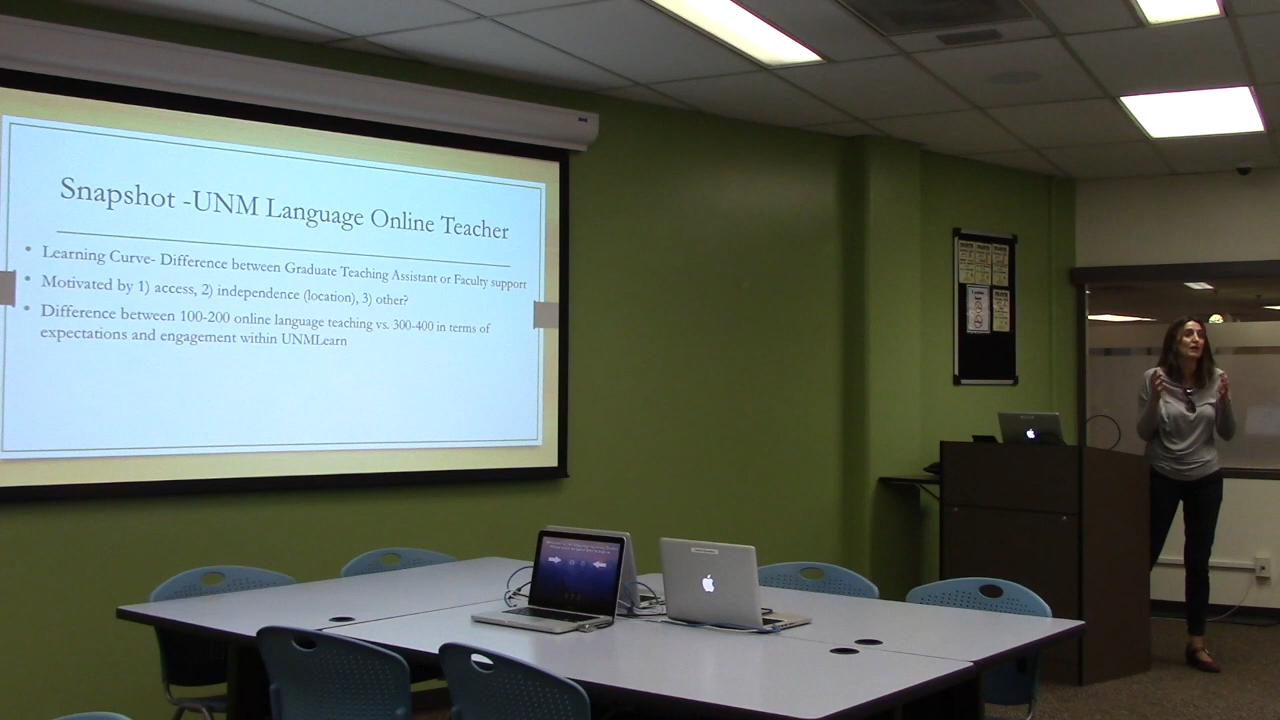 Snapshot -UNM Language Online Teacher
• Learning Curve- Difference between Graduate Teaching Assistant or Faculty support
• Motivated by 1) access, 2) independence (location), 3) other?
• Difference between 100-200 online language teaching vs. 300-400 in terms of
expectations and engagement within UNMLearn